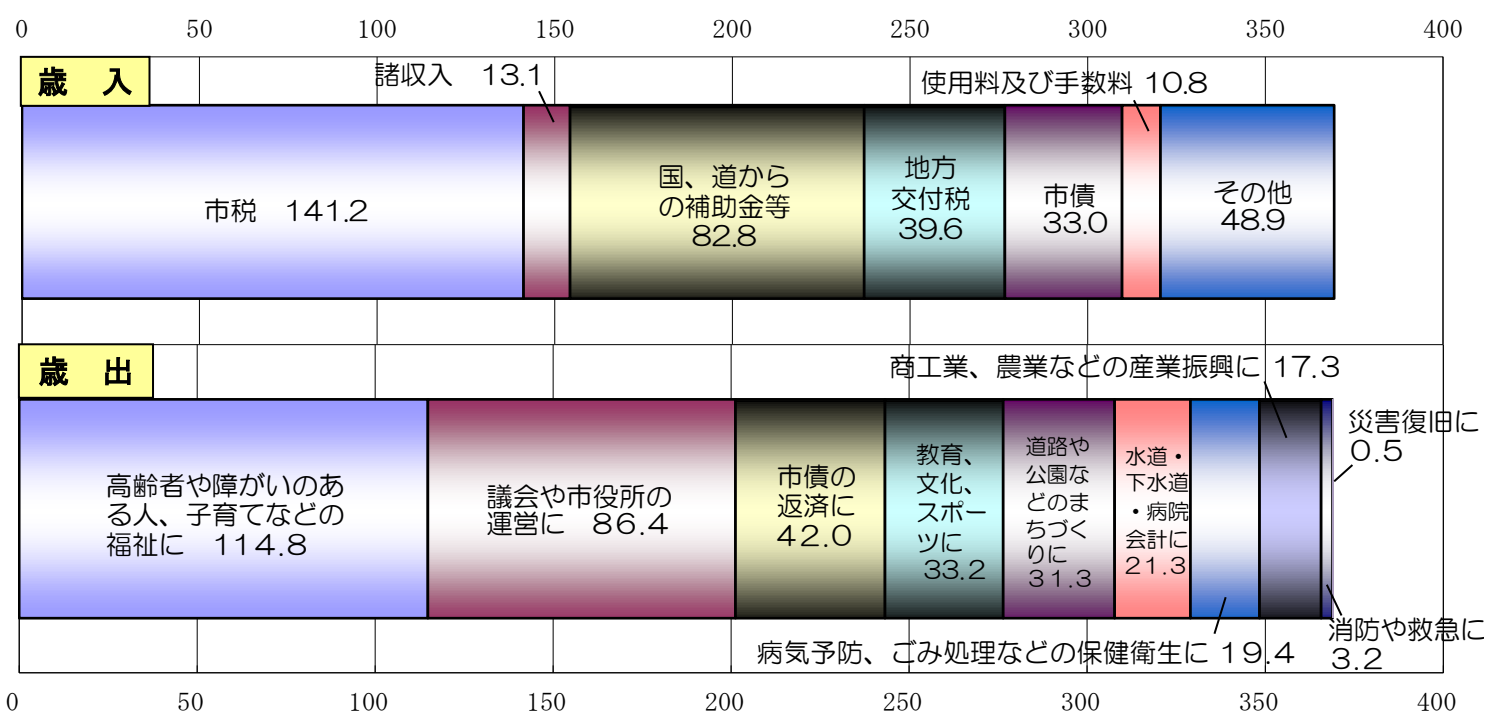 0 50 100 150 200 250 300 350 400
歳 入
諸収入 13.1
使用料及び手数料 10.8
市税 141.2
国、道から
の補助金等
82.8
地方
交付税
39.6
市債
33.0
その他
48.9
歳 出
商工業、農業などの産業振興に 17.3
災害復旧に
0.5
高齢者や障がいのあ
る人、子育てなどの
福祉に 114.8
議会や市役所の
運営に 86.4
市債の
返済に
42.0
教育、
文化、
スポー
ツに
33.2
道路や
公園な
どのま
ちづく
りに
31.3
水道・
下水道
・病院
会計に
21.3
病気予防、ごみ処理などの保健衛生に 19.4
消防や救急に
3.2
0 50 100 150 200 250 300 350 400